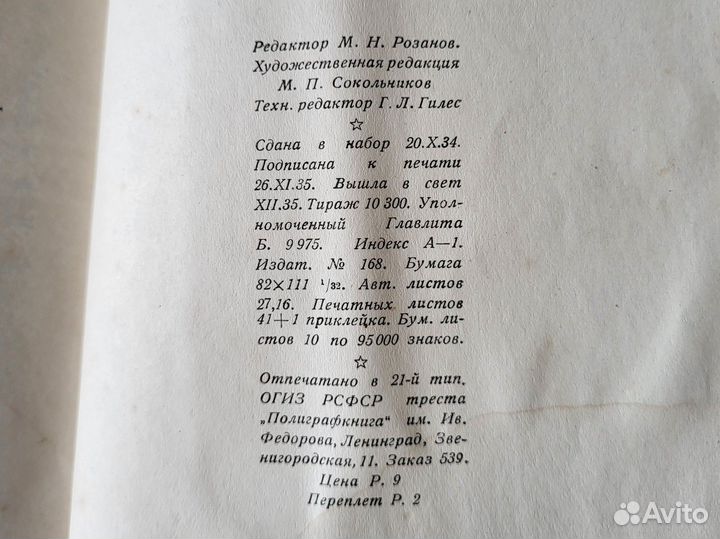 Редактор М. Н. Розанов.
Художественная редакция
М. П. Сокольников
Техн. редактор Г. Л. Гилес
☆
Сдана в набор 20.X.34.
Подписана к печати
26.XI.35. Вышла в свет
XII.35. Тираж 10 300. Упол-
номоченный Главлита
Б. 9 975. Индекс А—1.
Издат. № 168. Бумага
82×111 1/32. Авт. листов
27,16. Печатных листов
41+1 приклейка. Бум. ли-
стов 10 по 95 000 знаков.
☆
Отпечатано в 21-й тип.
ОГИЗ РСФСР треста
„Полиграфкнига“ им. Ив.
Федорова, Ленинград, Зве-
нигородская, 11. Заказ 539.
Цена Р. 9
Переплет Р. 2
Avito